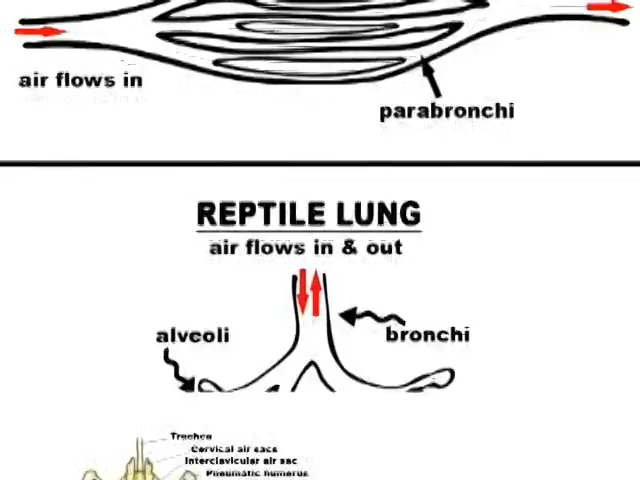 air flows in
parabronchi
REPTILE LUNG
air flows in & out
alveoli
bronchi
Trachea
Cervical air sacs
Interclavicular air sac
Pneumatic humerus